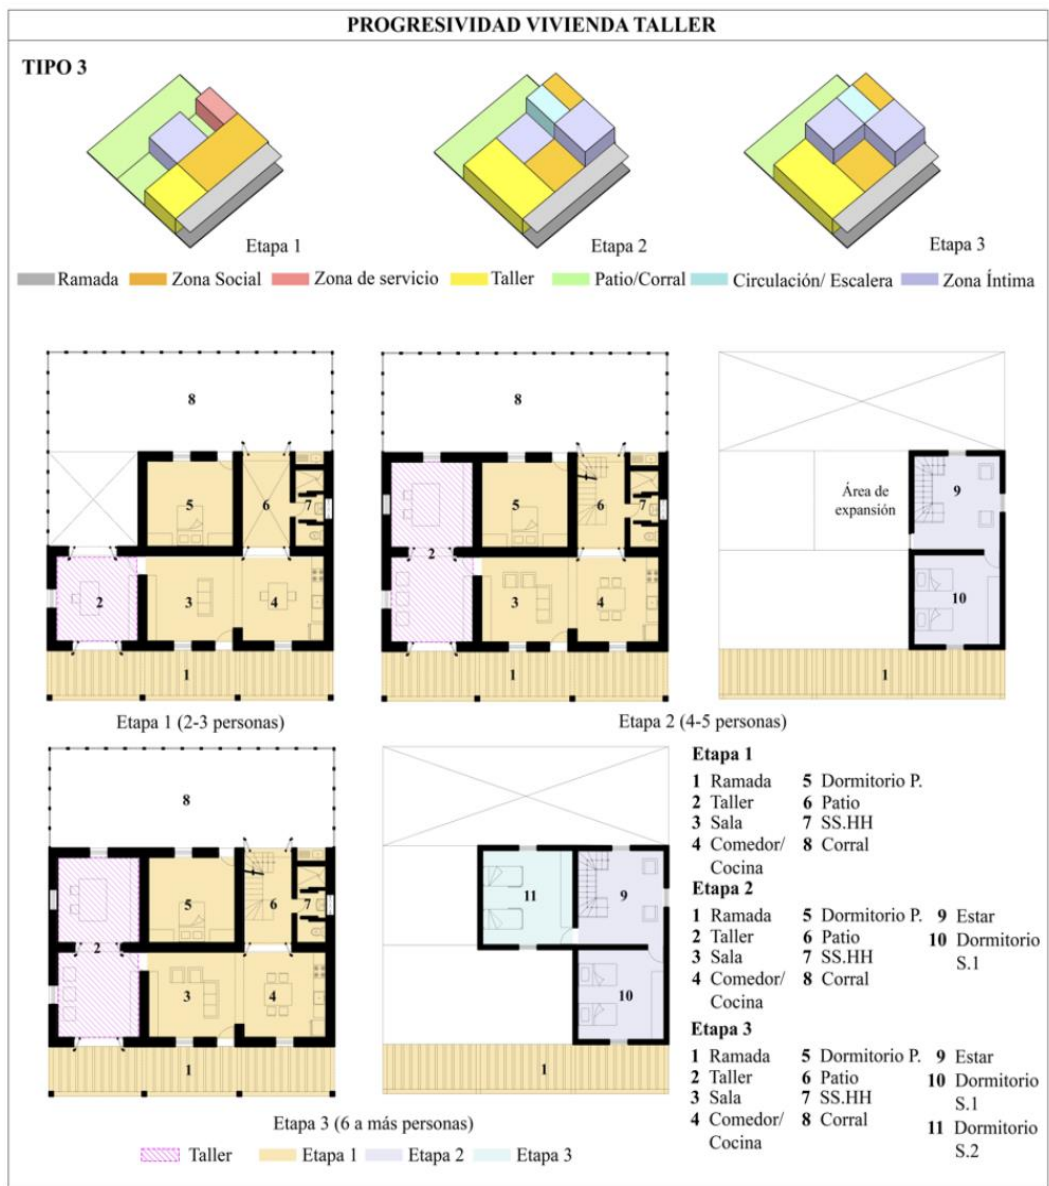 PROGRESIVIDAD VIVIENDA TALLER
TIPO 3
Etapa 1
Etapa 2
Etapa 3
Ramada
Zona Social
Zona de servicio
Taller
Patio/Corral
Circulación/ Escalera
Zona Íntima
8
5
6
7
2
3
4
1
Etapa 1 (2-3 personas)
8
5
6
7
2
3
4
1
Área de
expansión
9
10
1
Etapa 2 (4-5 personas)
8
5
6
7
2
3
4
1
11
9
10
1
Etapa 3 (6 a más personas)
Etapa 1
1 Ramada 5 Dormitorio P.
2 Taller 6 Patio
3 Sala 7 SS.HH
4 Comedor/ 8 Corral
Cocina
Etapa 2
1 Ramada 5 Dormitorio P. 9 Estar
2 Taller 6 Patio 10 Dormitorio
3 Sala 7 SS.HH S.1
4 Comedor/ 8 Corral
Cocina
Etapa 3
1 Ramada 5 Dormitorio P. 9 Estar
2 Taller 6 Patio 10 Dormitorio
3 Sala 7 SS.HH S.1
4 Comedor/ 8 Corral 11 Dormitorio
Cocina S.2
Taller
Etapa 1
Etapa 2
Etapa 3